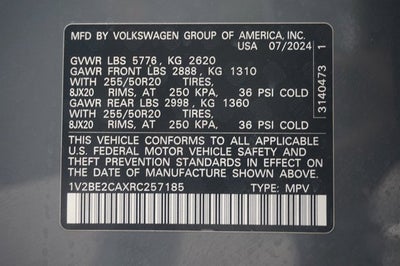 MFD BY VOLKSWAGEN GROUP OF AMERICA, INC.
USA 07/2024
GVWR LBS 5776, KG 2620
GAWR FRONT LBS 2888, KG 1310
WITH 255/50R20 TIRES,
8JX20 RIMS, AT 250 KPA, 36 PSI COLD
GAWR REAR LBS 2998, KG 1360
WITH 255/50R20 TIRES,
8JX20 RIMS, AT 250 KPA, 36 PSI COLD
THIS VEHICLE CONFORMS TO ALL APPLICABLE
U.S. FEDERAL MOTOR VEHICLE SAFETY AND
THEFT PREVENTION STANDARDS IN EFFECT ON
THE DATE OF MANUFACTURE SHOWN ABOVE.
1V2BE2CAXRC257185 TYPE: MPV
3140473 1